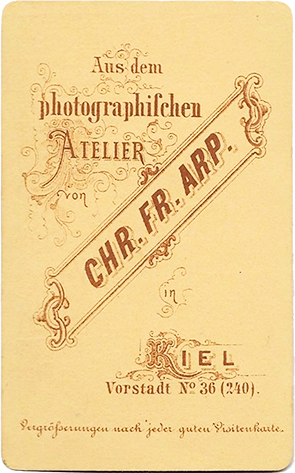 Aus dem
photographiſchen
ATELIER
von
CHR. FR. ARP.
in
KIEL
Vorstadt No 36 (240).
Vergröſserungen nach jeder guten Visitenkarte.